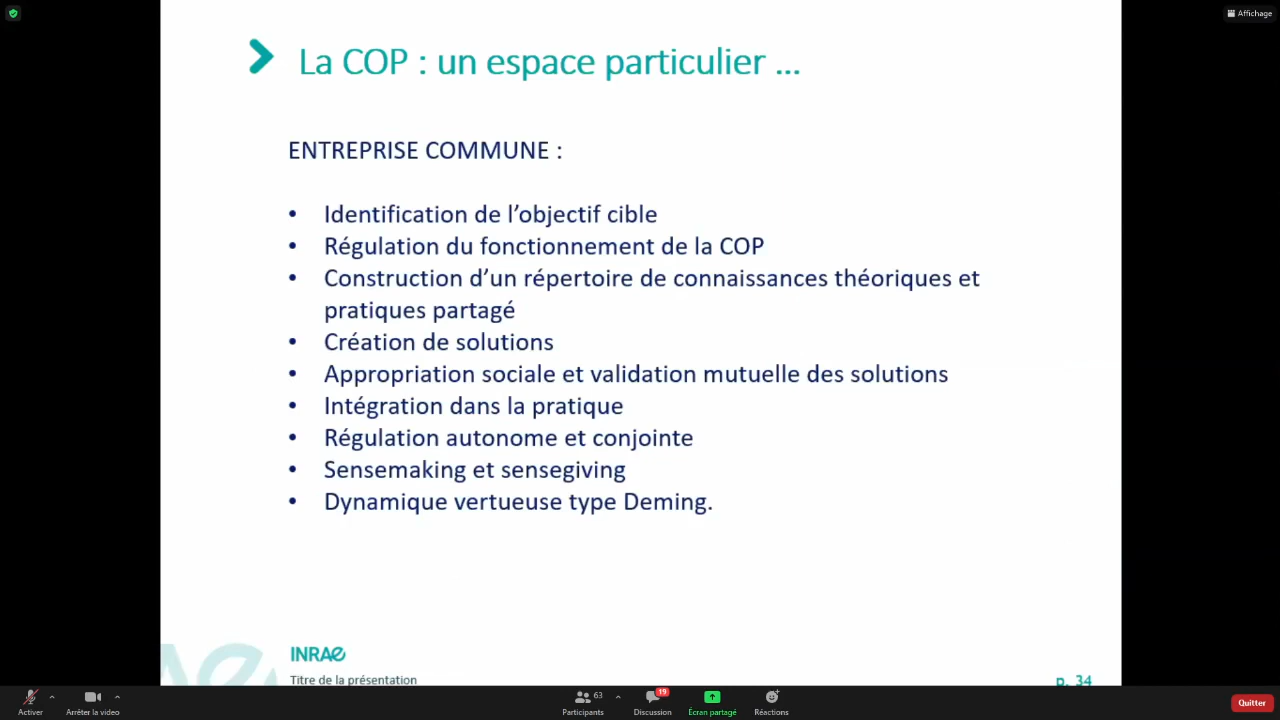 Affichage
La COP : un espace particulier ...
ENTREPRISE COMMUNE :
• Identification de l’objectif cible
• Régulation du fonctionnement de la COP
• Construction d’un répertoire de connaissances théoriques et
pratiques partagé
• Création de solutions
• Appropriation sociale et validation mutuelle des solutions
• Intégration dans la pratique
• Régulation autonome et conjointe
• Sensemaking et sensegiving
• Dynamique vertueuse type Deming.
INRAE
Titre de la présentation
p. 34
63
19
Activer
Arrêter la video
Participants
Discussion
Écran partagé
Réactions
Quitter